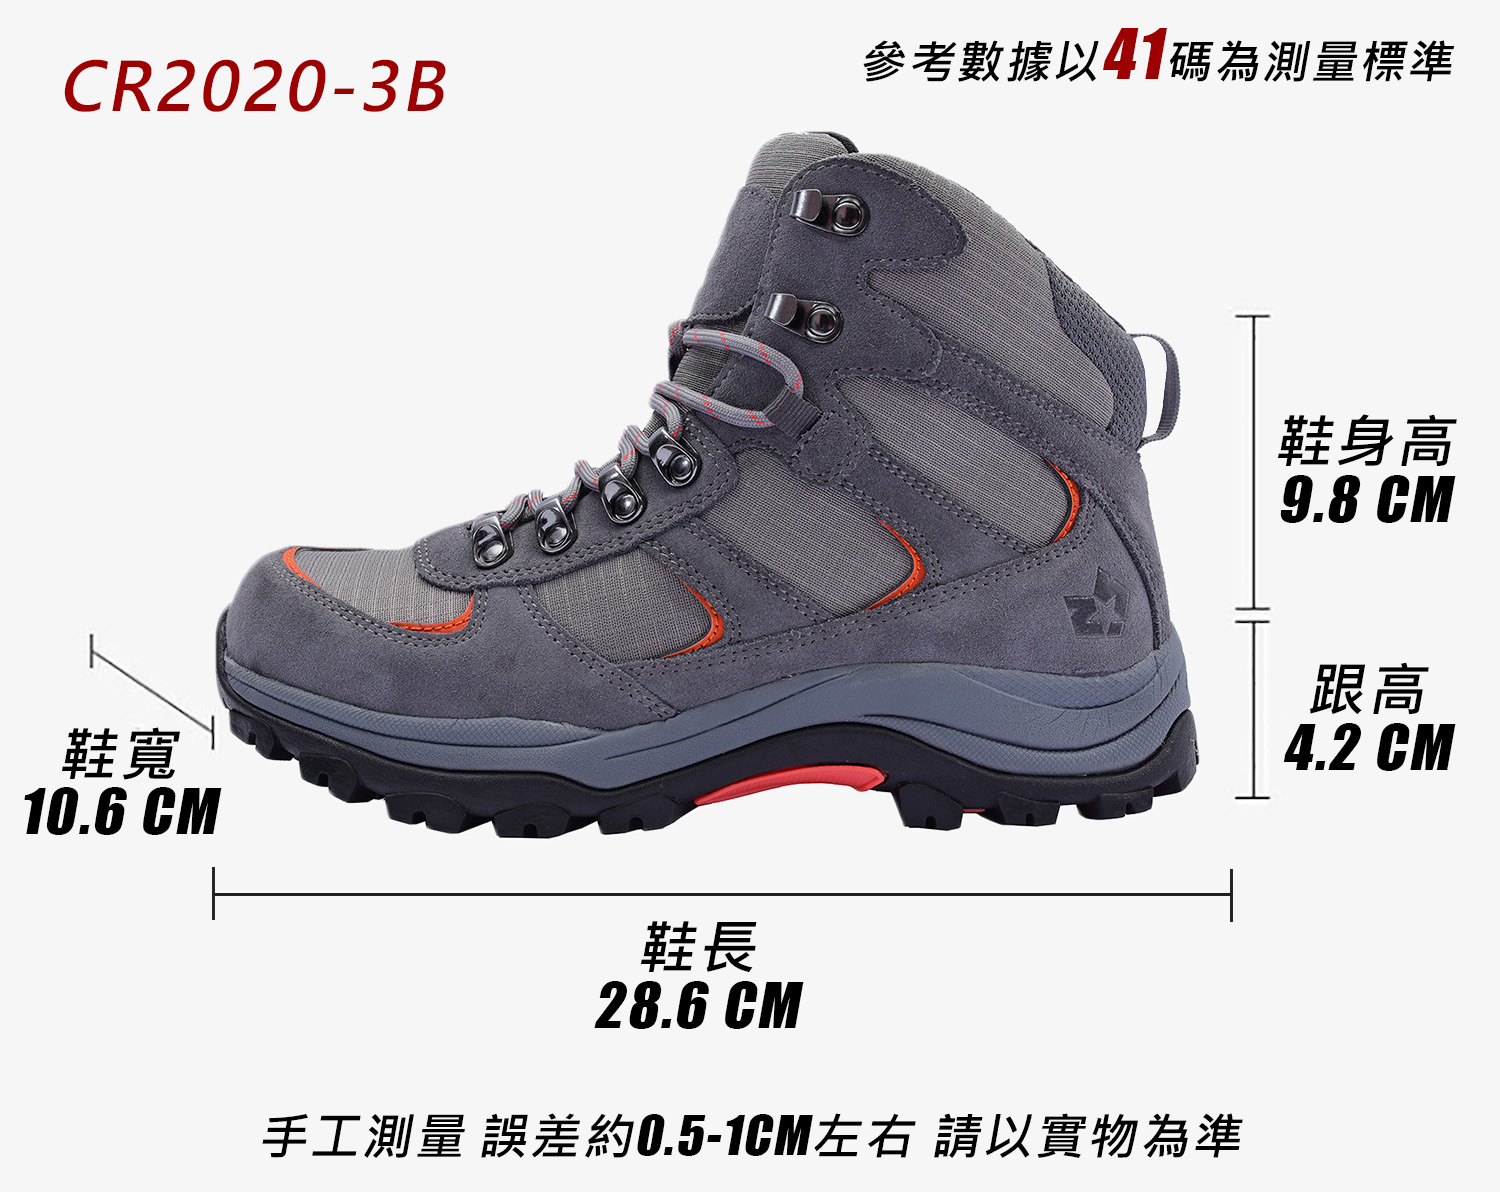 CR2020-3B
參考數據以41碼為測量標準
鞋身高
9.8 CM
跟高
4.2 CM
鞋寬
10.6 CM
鞋長
28.6 CM
手工測量 誤差約0.5-1CM左右 請以實物為準